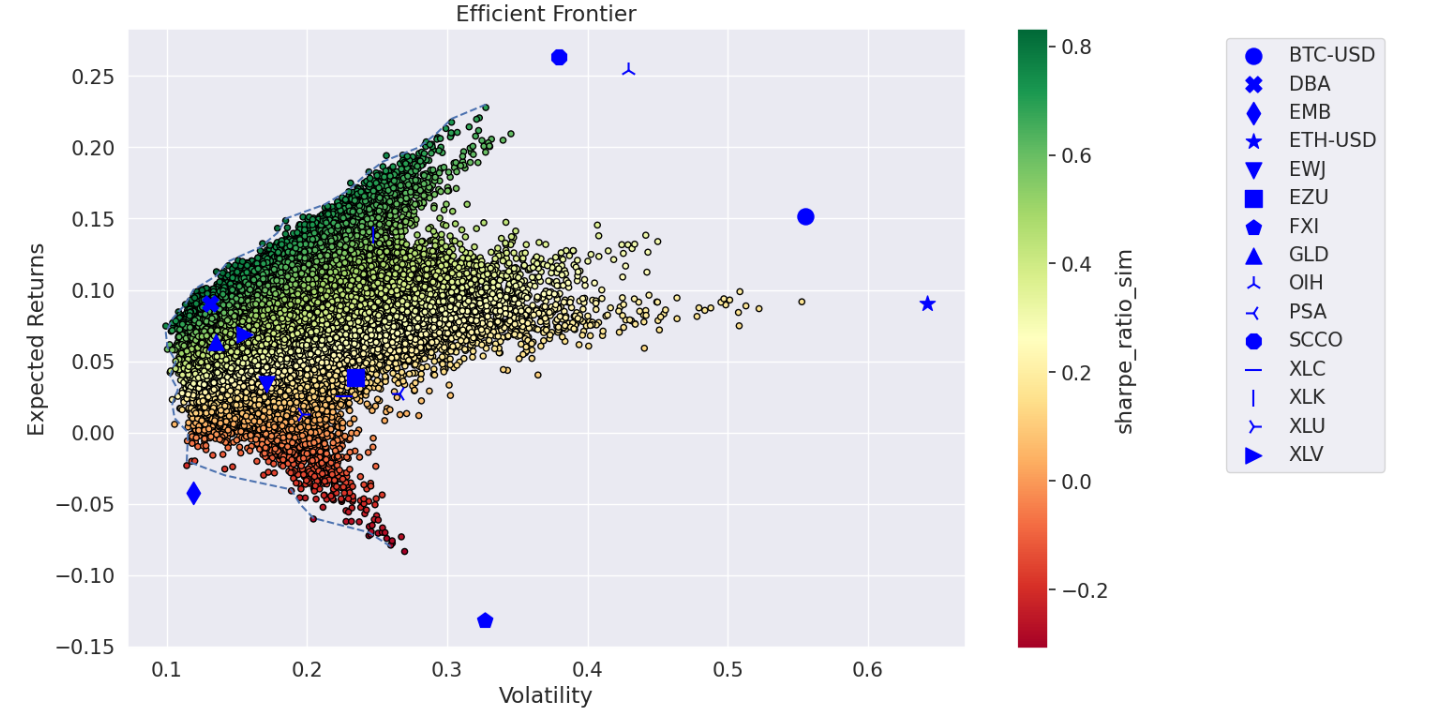 Efficient Frontier
Expected Returns
0.25
0.20
0.15
0.10
0.05
0.00
−0.05
−0.10
−0.15
0.1
0.2
0.3
0.4
0.5
0.6
Volatility
0.8
0.6
0.4
0.2
0.0
−0.2
sharpe_ratio_sim
BTC-USD
DBA
EMB
ETH-USD
EWJ
EZU
FXI
GLD
OIH
PSA
SCCO
XLC
XLK
XLU
XLV